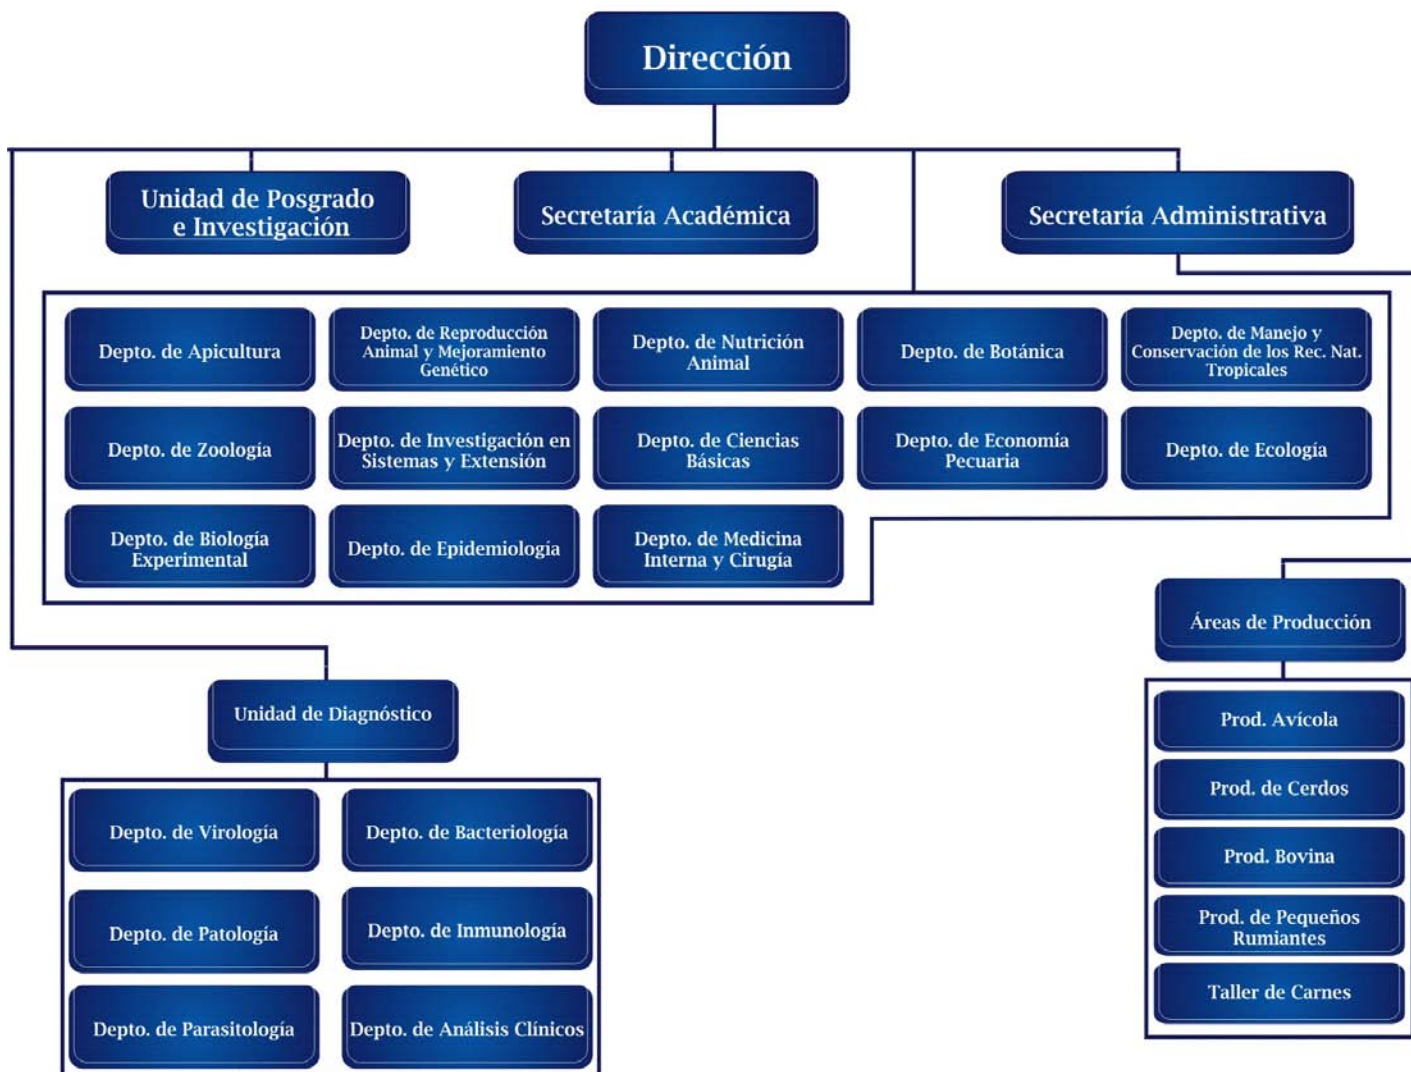 Dirección
Unidad de Posgrado
e Investigación
Secretaría Académica
Secretaría Administrativa
Depto. de Apicultura
Depto. de Reproducción
Animal y Mejoramiento
Genético
Depto. de Nutrición
Animal
Depto. de Botánica
Depto. de Manejo y
Conservación de los Rec. Nat.
Tropicales
Depto. de Zoología
Depto. de Investigación en
Sistemas y Extensión
Depto. de Ciencias
Básicas
Depto. de Economía
Pecuaria
Depto. de Ecología
Depto. de Biología
Experimental
Depto. de Epidemiología
Depto. de Medicina
Interna y Cirugía
Áreas de Producción
Prod. Avícola
Prod. de Cerdos
Prod. Bovina
Prod. de Pequeños
Rumiantes
Taller de Carnes
Unidad de Diagnóstico
Depto. de Virología
Depto. de Bacteriología
Depto. de Patología
Depto. de Inmunología
Depto. de Parasitología
Depto. de Análisis Clínicos